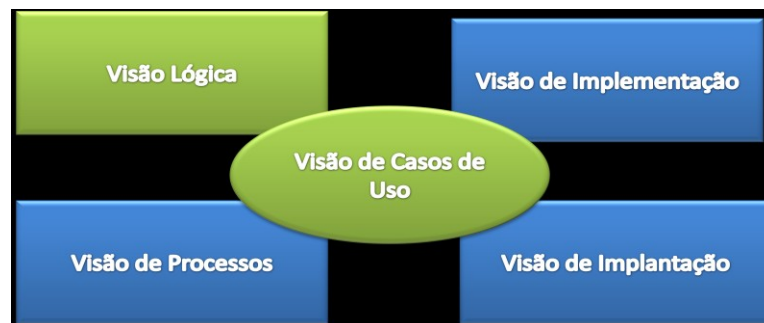 Visão Lógica
Visão de Implementação
Visão de Casos de
Uso
Visão de Processos
Visão de Implantação